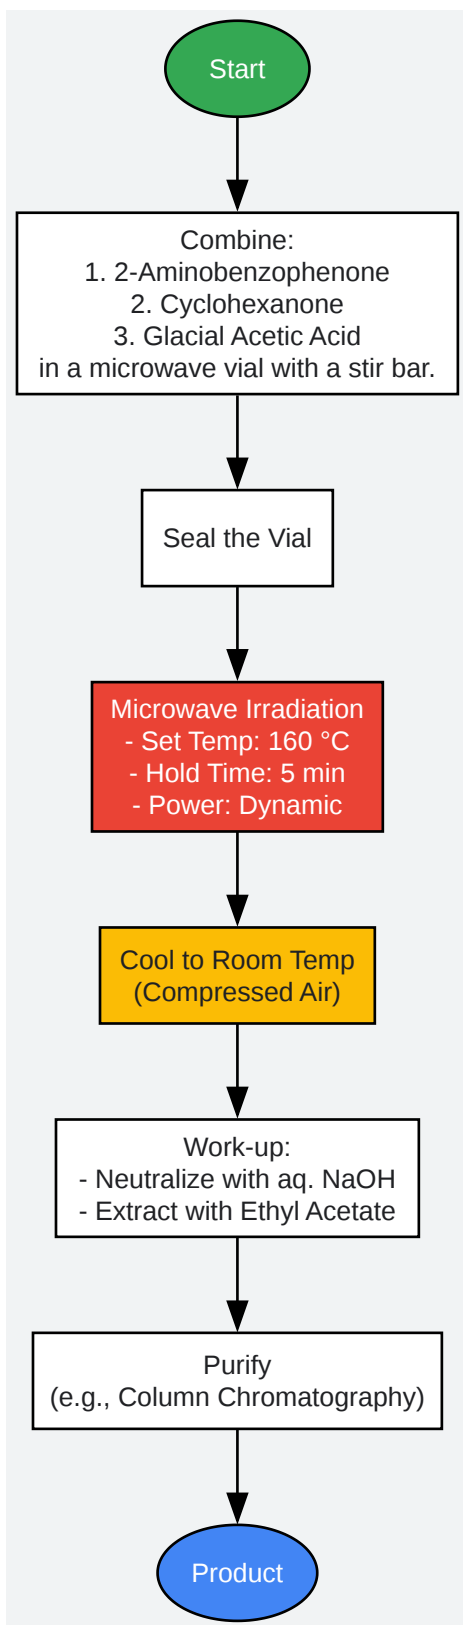 Start
Combine:
1. 2-Aminobenzophenone
2. Cyclohexanone
3. Glacial Acetic Acid
in a microwave vial with a stir bar.
Seal the Vial
Microwave Irradiation
- Set Temp: 160 °C
- Hold Time: 5 min
- Power: Dynamic
Cool to Room Temp
(Compressed Air)
Work-up:
- Neutralize with aq. NaOH
- Extract with Ethyl Acetate
Purify
(e.g., Column Chromatography)
Product